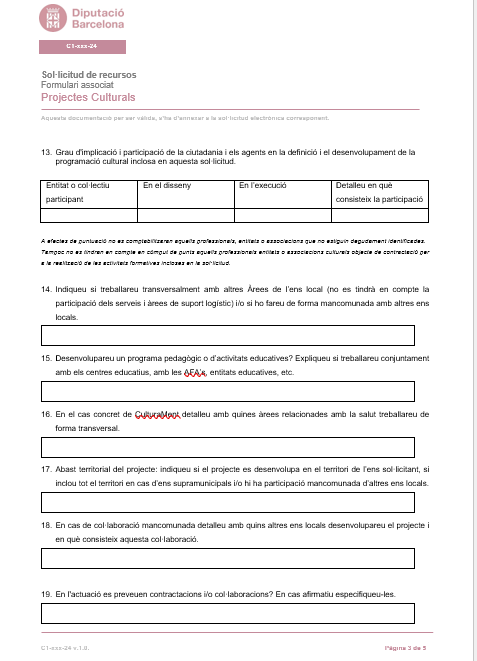 Diputació
Barcelona
C1-xxx-24
Sol·licitud de recursos
Formulari associat
Projectes Culturals
Aquesta documentació per ser vàlida, s'ha d'annexar a la sol·licitud electrònica corresponent.
13. Grau d'implicació i participació de la ciutadania i els agents en la definició i el desenvolupament de la
programació cultural inclosa en aquesta sol·licitud.
Entitat o col·lectiu
participant
En el disseny
En l'execució
Detalleu en què
consisteix la participació
A efectes de puntuació no es comptabilitzaran aquells professionals, entitats o associacions que no estiguin degudament identificades.
Tampoc no es tindran en compte en còmput de punts aquells professionals entitats o associacions culturals objecte de contractació per
a la realització de les activitats formatives incloses en la sol·licitud.
14. Indiqueu si treballareu transversalment amb altres Àrees de l'ens local (no es tindrà en compte la
participació dels serveis i àrees de suport logístic) i/o si ho fareu de forma mancomunada amb altres ens
locals.
15. Desenvolupareu un programa pedagògic o d'activitats educatives? Expliqueu si treballareu conjuntament
amb els centres educatius, amb les AFA's, entitats educatives, etc.
16. En el cas concret de CulturaMent detalleu amb quines àrees relacionades amb la salut treballareu de
forma transversal.
17. Abast territorial del projecte: indiqueu si el projecte es desenvolupa en el territori de l'ens sol·licitant, si
inclou tot el territori en cas d'ens supramunicipals i/o hi ha participació mancomunada d'altres ens locals.
18. En cas de col·laboració mancomunada detalleu amb quins altres ens locals desenvolupareu el projecte i
en què consisteix aquesta col·laboració.
19. En l'actuació es preveuen contractacions i/o col·laboracions? En cas afirmatiu especifiqueu-les.
C1-xxx-24 v.1.0.
Pàgina 3 de 5